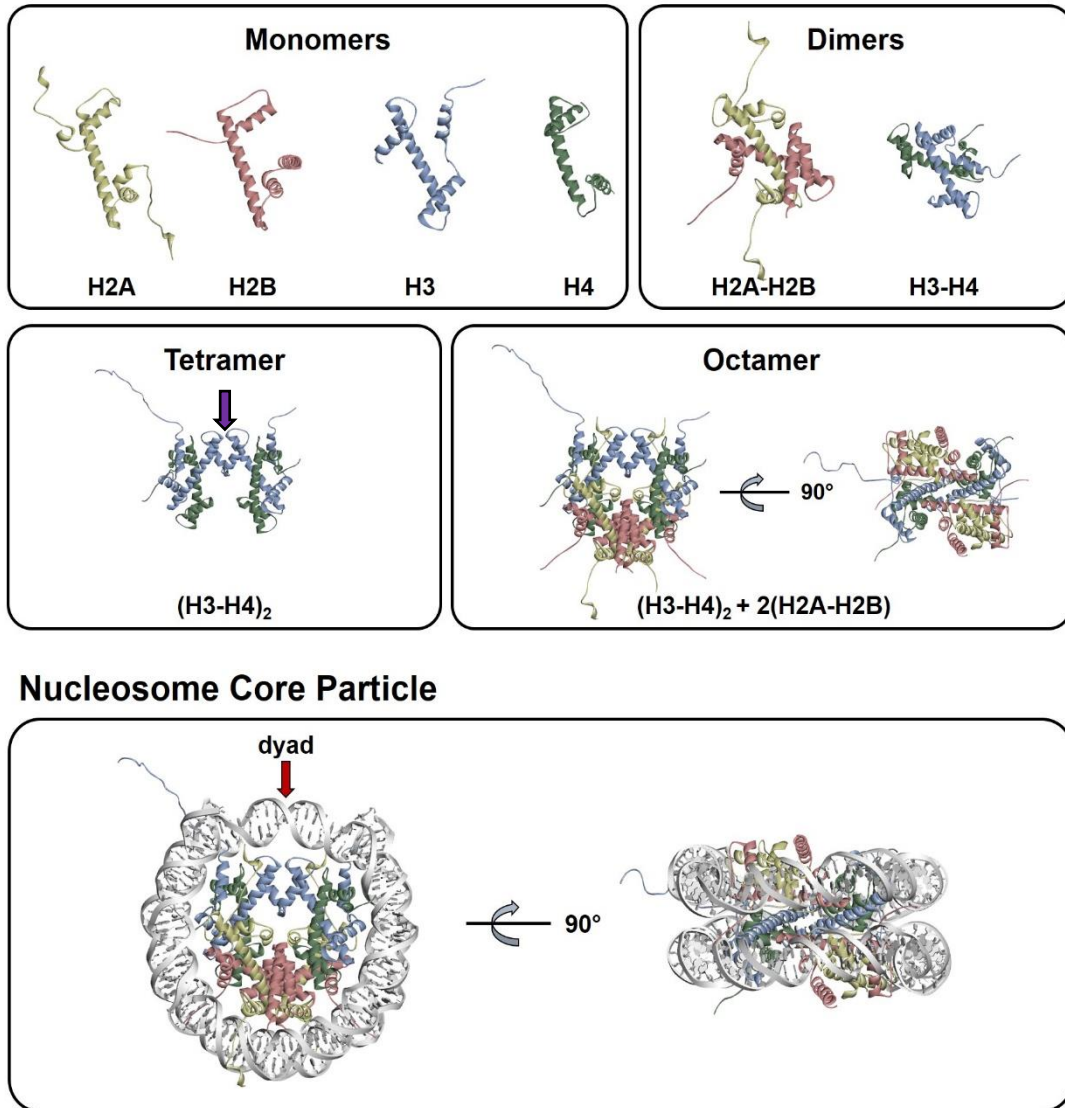 Monomers
H2A
H2B
H3
H4
Dimers
H2A-H2B
H3-H4
Tetramer
(H3-H4)₂
Octamer
90°
(H3-H4)₂ + 2(H2A-H2B)
Nucleosome Core Particle
dyad
90°